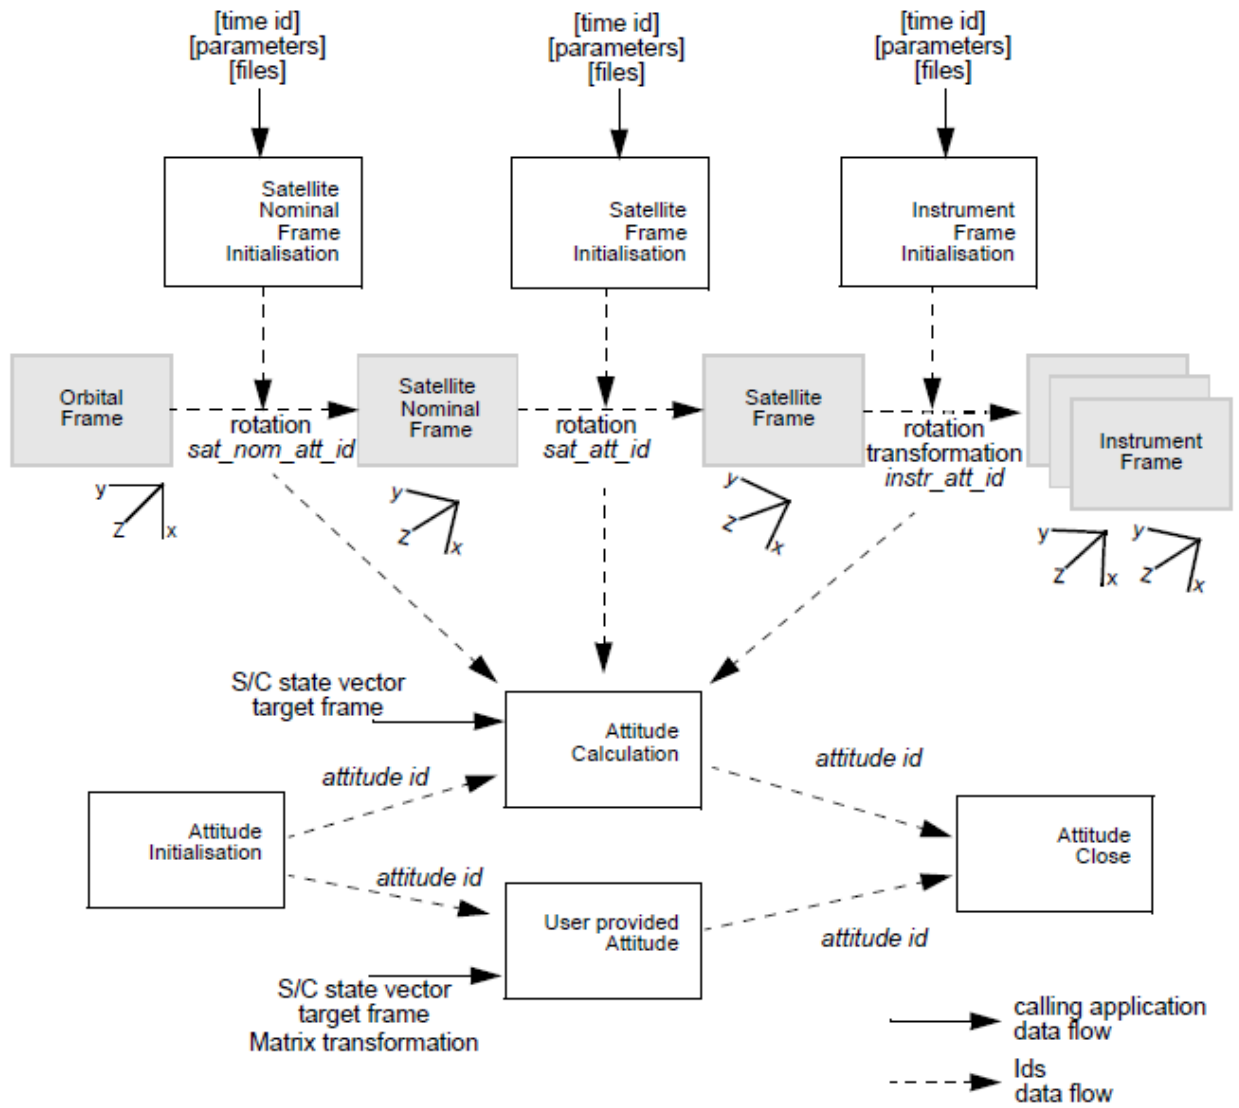 [time id]
[parameters]
[files]
[time id]
[parameters]
[files]
[time id]
[parameters]
[files]
Satellite
Nominal
Frame
Initialisation
Satellite
Frame
Initialisation
Instrument
Frame
Initialisation
Orbital
Frame
rotation
sat_nom_att_id
Satellite
Nominal
Frame
rotation
sat_att_id
Satellite
Frame
rotation
transformation
instr_att_id
Instrument
Frame
y
Z
x
y
Z
x
y
Z
x
y
Z
x
y
Z
x
S/C state vector
target frame
Attitude
Calculation
attitude id
attitude id
Attitude
Initialisation
attitude id
Attitude
Close
User provided
Attitude
attitude id
S/C state vector
target frame
Matrix transformation
calling application
data flow
Ids
data flow